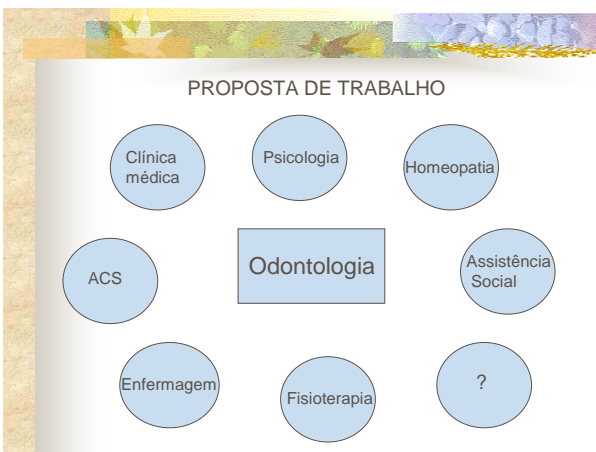 PROPOSTA DE TRABALHO
Clínica
médica
Psicologia
Homeopatia
ACS
Odontologia
Assistência
Social
Enfermagem
Fisioterapia
?